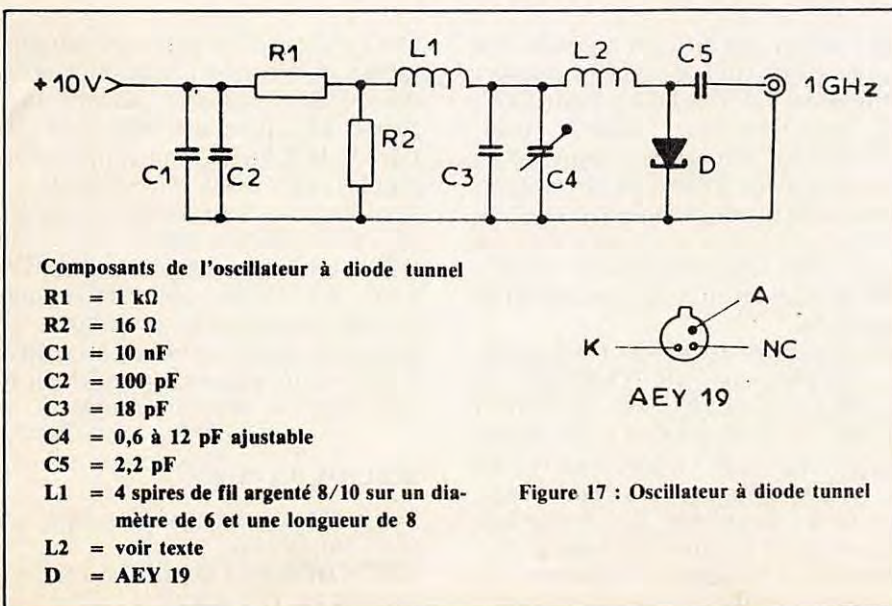 R1
L1
L2
C5
+10V
1GHz
R2
C1
C2
C3
C4
D
Composants de l'oscillateur à diode tunnel
R1 = 1 kΩ
R2 = 16 Ω
C1 = 10 nF
C2 = 100 pF
C3 = 18 pF
C4 = 0,6 à 12 pF ajustable
C5 = 2,2 pF
L1 = 4 spires de fil argenté 8/10 sur un dia-
mètre de 6 et une longueur de 8
L2 = voir texte
D = AEY 19
A
K
NC
AEY 19
Figure 17 : Oscillateur à diode tunnel